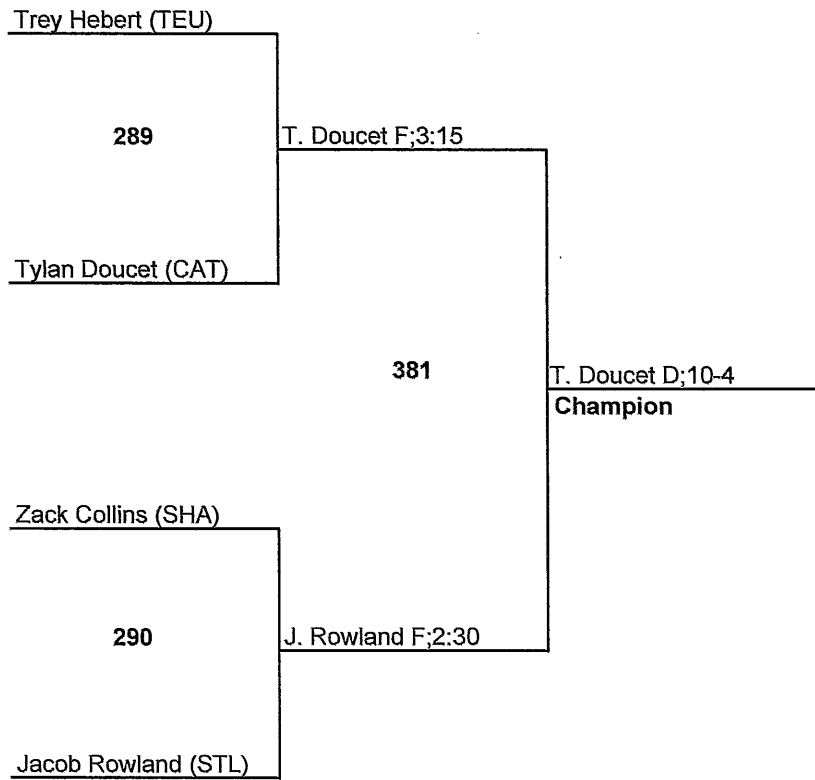 Trey Hebert (TEU)
289
T. Doucet F;3:15
Tylan Doucet (CAT)
381
T. Doucet D;10-4
Champion
Zack Collins (SHA)
290
J. Rowland F;2:30
Jacob Rowland (STL)